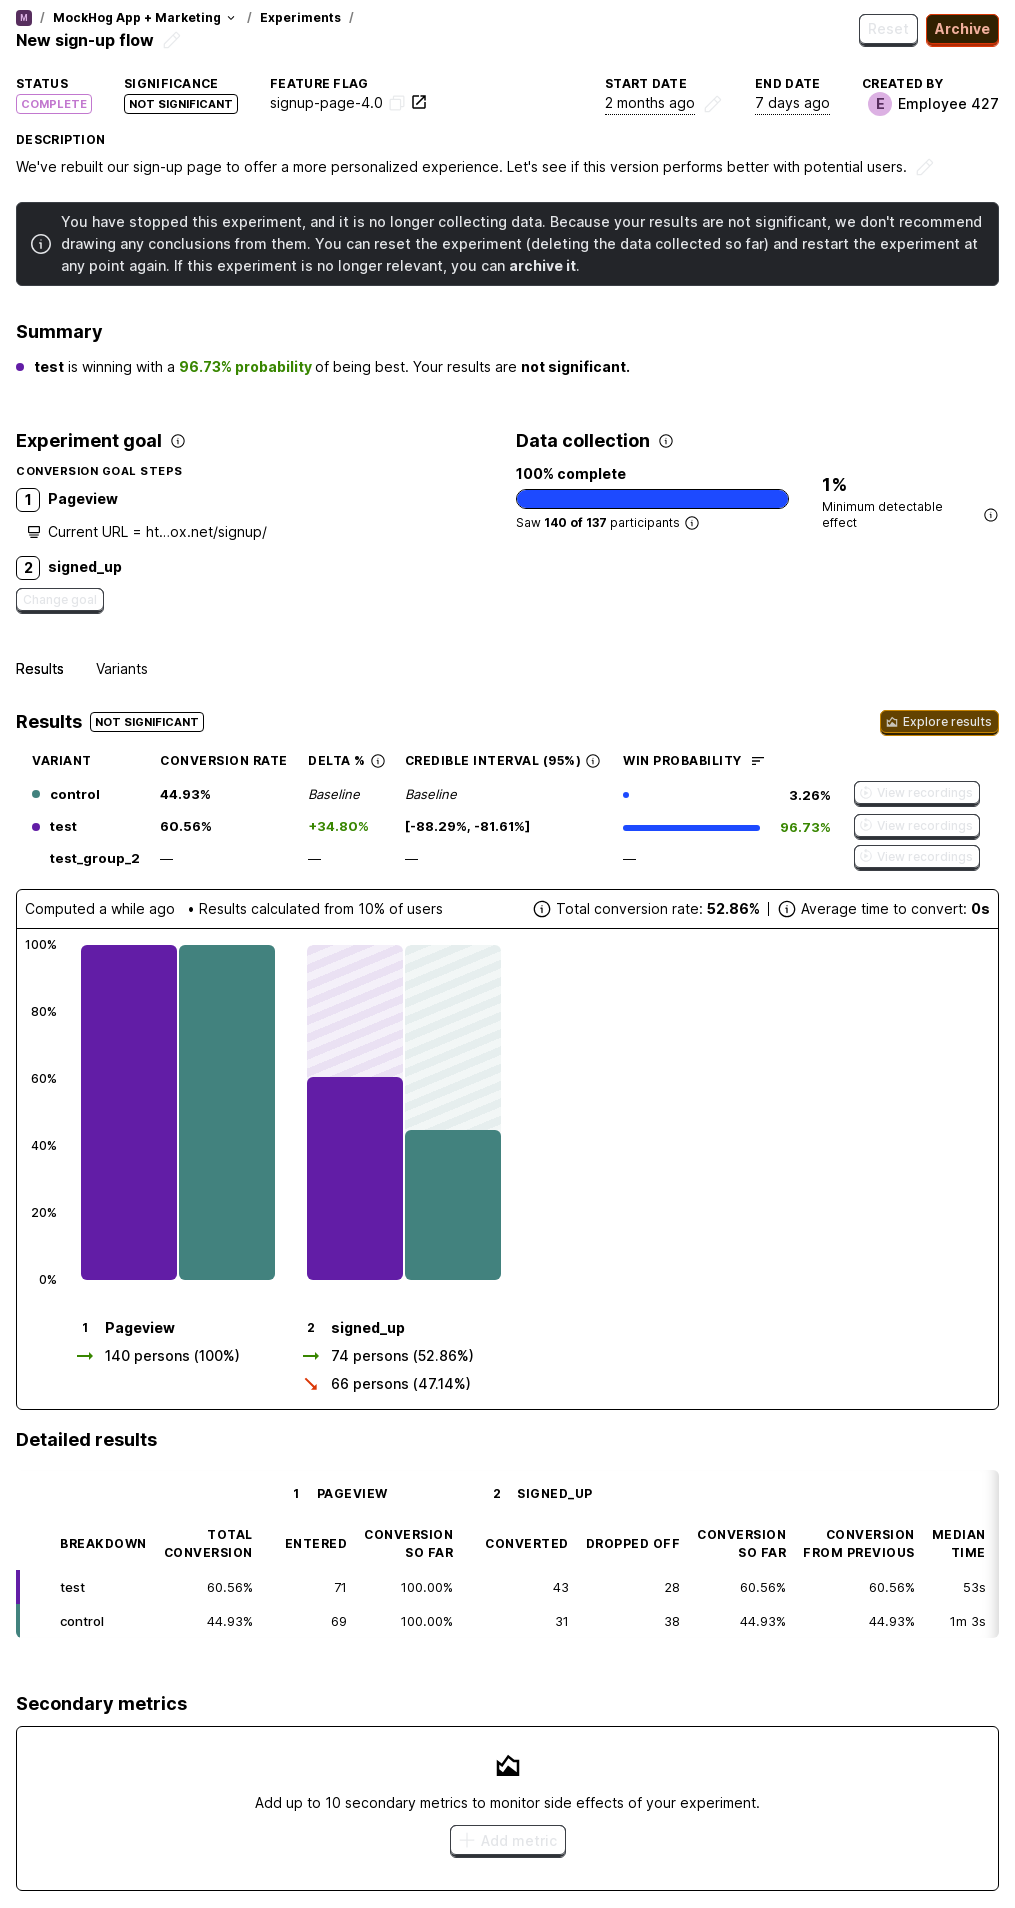 M / MockHog App + Marketing / Experiments /
New sign-up flow
Reset
Archive
STATUS
COMPLETE
SIGNIFICANCE
NOT SIGNIFICANT
FEATURE FLAG
signup-page-4.0
START DATE
2 months ago
END DATE
7 days ago
CREATED BY
E Employee 427
DESCRIPTION
We've rebuilt our sign-up page to offer a more personalized experience. Let's see if this version performs better with potential users.
You have stopped this experiment, and it is no longer collecting data. Because your results are not significant, we don't recommend
drawing any conclusions from them. You can reset the experiment (deleting the data collected so far) and restart the experiment at
any point again. If this experiment is no longer relevant, you can archive it.
Summary
test is winning with a 96.73% probability of being best. Your results are not significant.
Experiment goal
CONVERSION GOAL STEPS
1 Pageview
Current URL = ht...ox.net/signup/
2 signed_up
Change goal
Data collection
100% complete
Saw 140 of 137 participants
1%
Minimum detectable
effect
Results Variants
Results NOT SIGNIFICANT
Explore results
VARIANT CONVERSION RATE DELTA % CREDIBLE INTERVAL (95%) WIN PROBABILITY
control 44.93% Baseline Baseline 3.26% View recordings
test 60.56% +34.80% [-88.29%, -81.61%] 96.73% View recordings
test_group_2 — — — — View recordings
Computed a while ago • Results calculated from 10% of users
Total conversion rate: 52.86% | Average time to convert: 0s
100%
80%
60%
40%
20%
0%
1 Pageview
140 persons (100%)
2 signed_up
74 persons (52.86%)
66 persons (47.14%)
Detailed results
1 PAGEVIEW 2 SIGNED_UP
BREAKDOWN
TOTAL
CONVERSION
ENTERED
CONVERSION
SO FAR
CONVERTED
DROPPED OFF
CONVERSION
SO FAR
CONVERSION
FROM PREVIOUS
MEDIAN
TIME
test 60.56% 71 100.00% 43 28 60.56% 60.56% 53s
control 44.93% 69 100.00% 31 38 44.93% 44.93% 1m 3s
Secondary metrics
Add up to 10 secondary metrics to monitor side effects of your experiment.
Add metric